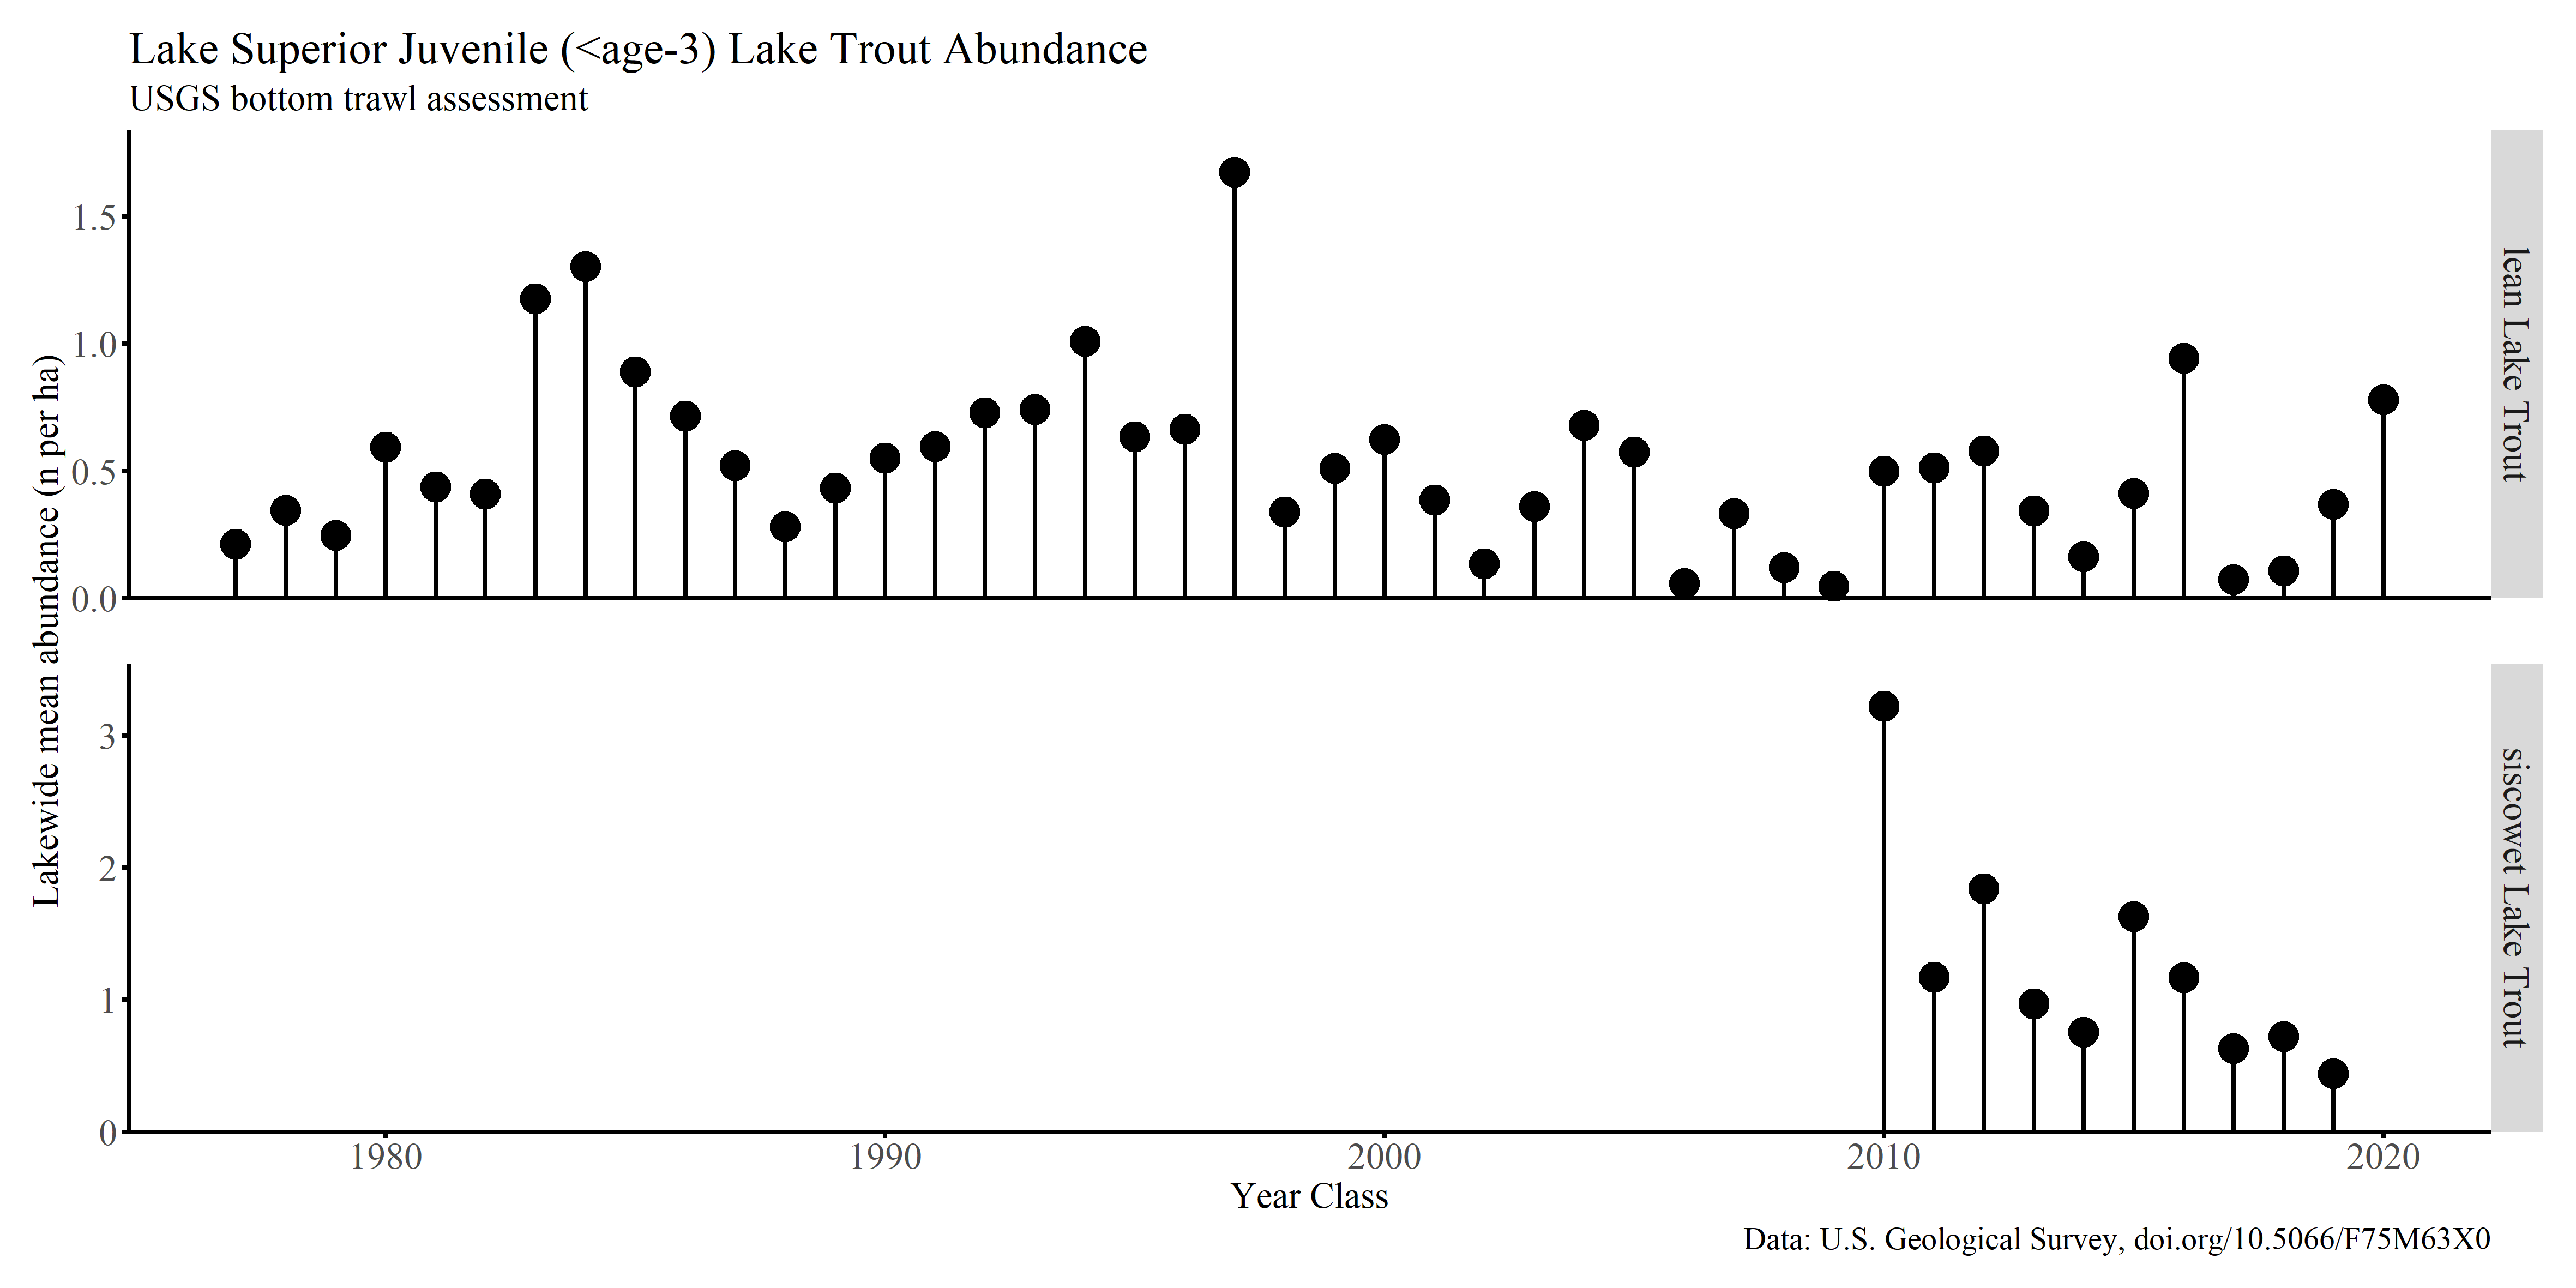 Lake Superior Juvenile (<age-3) Lake Trout Abundance
USGS bottom trawl assessment
Lakewide mean abundance (n per ha)
1.5
1.0
0.5
0.0
lean Lake Trout
3
2
1
0
siscowet Lake Trout
1980 1990 2000 2010 2020
Year Class
Data: U.S. Geological Survey, doi.org/10.5066/F75M63X0